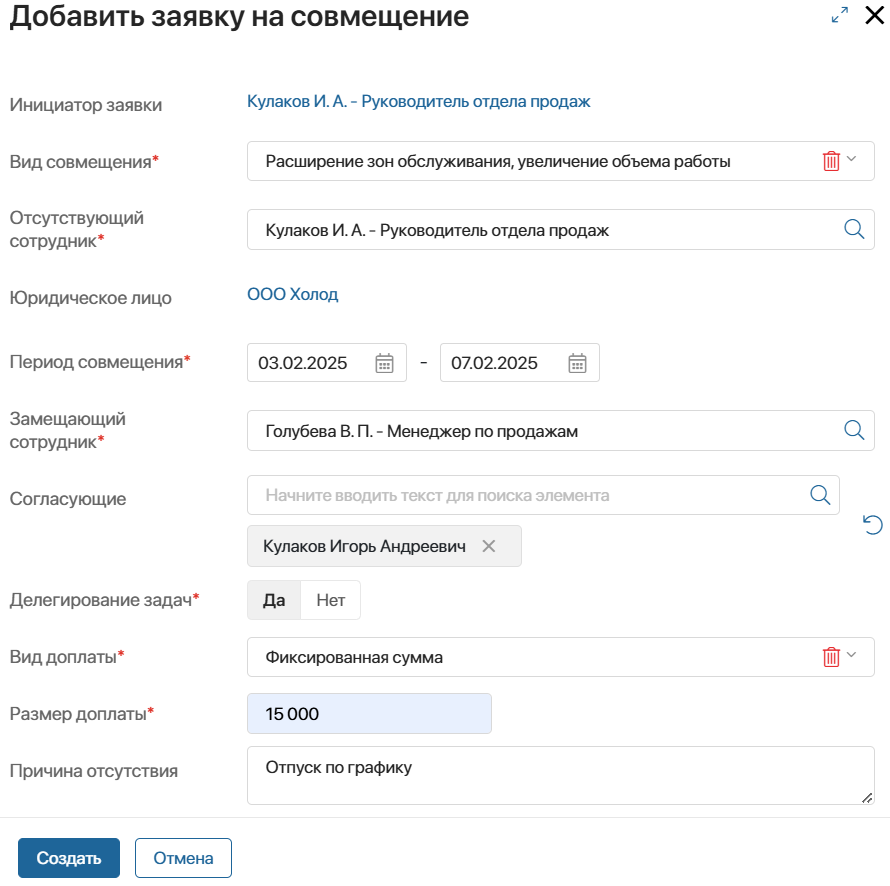 Добавить заявку на совмещение
Инициатор заявки
Кулаков И. А. - Руководитель отдела продаж
Вид совмещения*
Расширение зон обслуживания, увеличение объема работы
Отсутствующий
сотрудник*
Кулаков И. А. - Руководитель отдела продаж
Юридическое лицо
ООО Холод
Период совмещения*
03.02.2025 - 07.02.2025
Замещающий
сотрудник*
Голубева В. П. - Менеджер по продажам
Согласующие
Начните вводить текст для поиска элемента
Кулаков Игорь Андреевич
Делегирование задач*
Да Нет
Вид доплаты*
Фиксированная сумма
Размер доплаты*
15 000
Причина отсутствия
Отпуск по графику
Создать Отмена